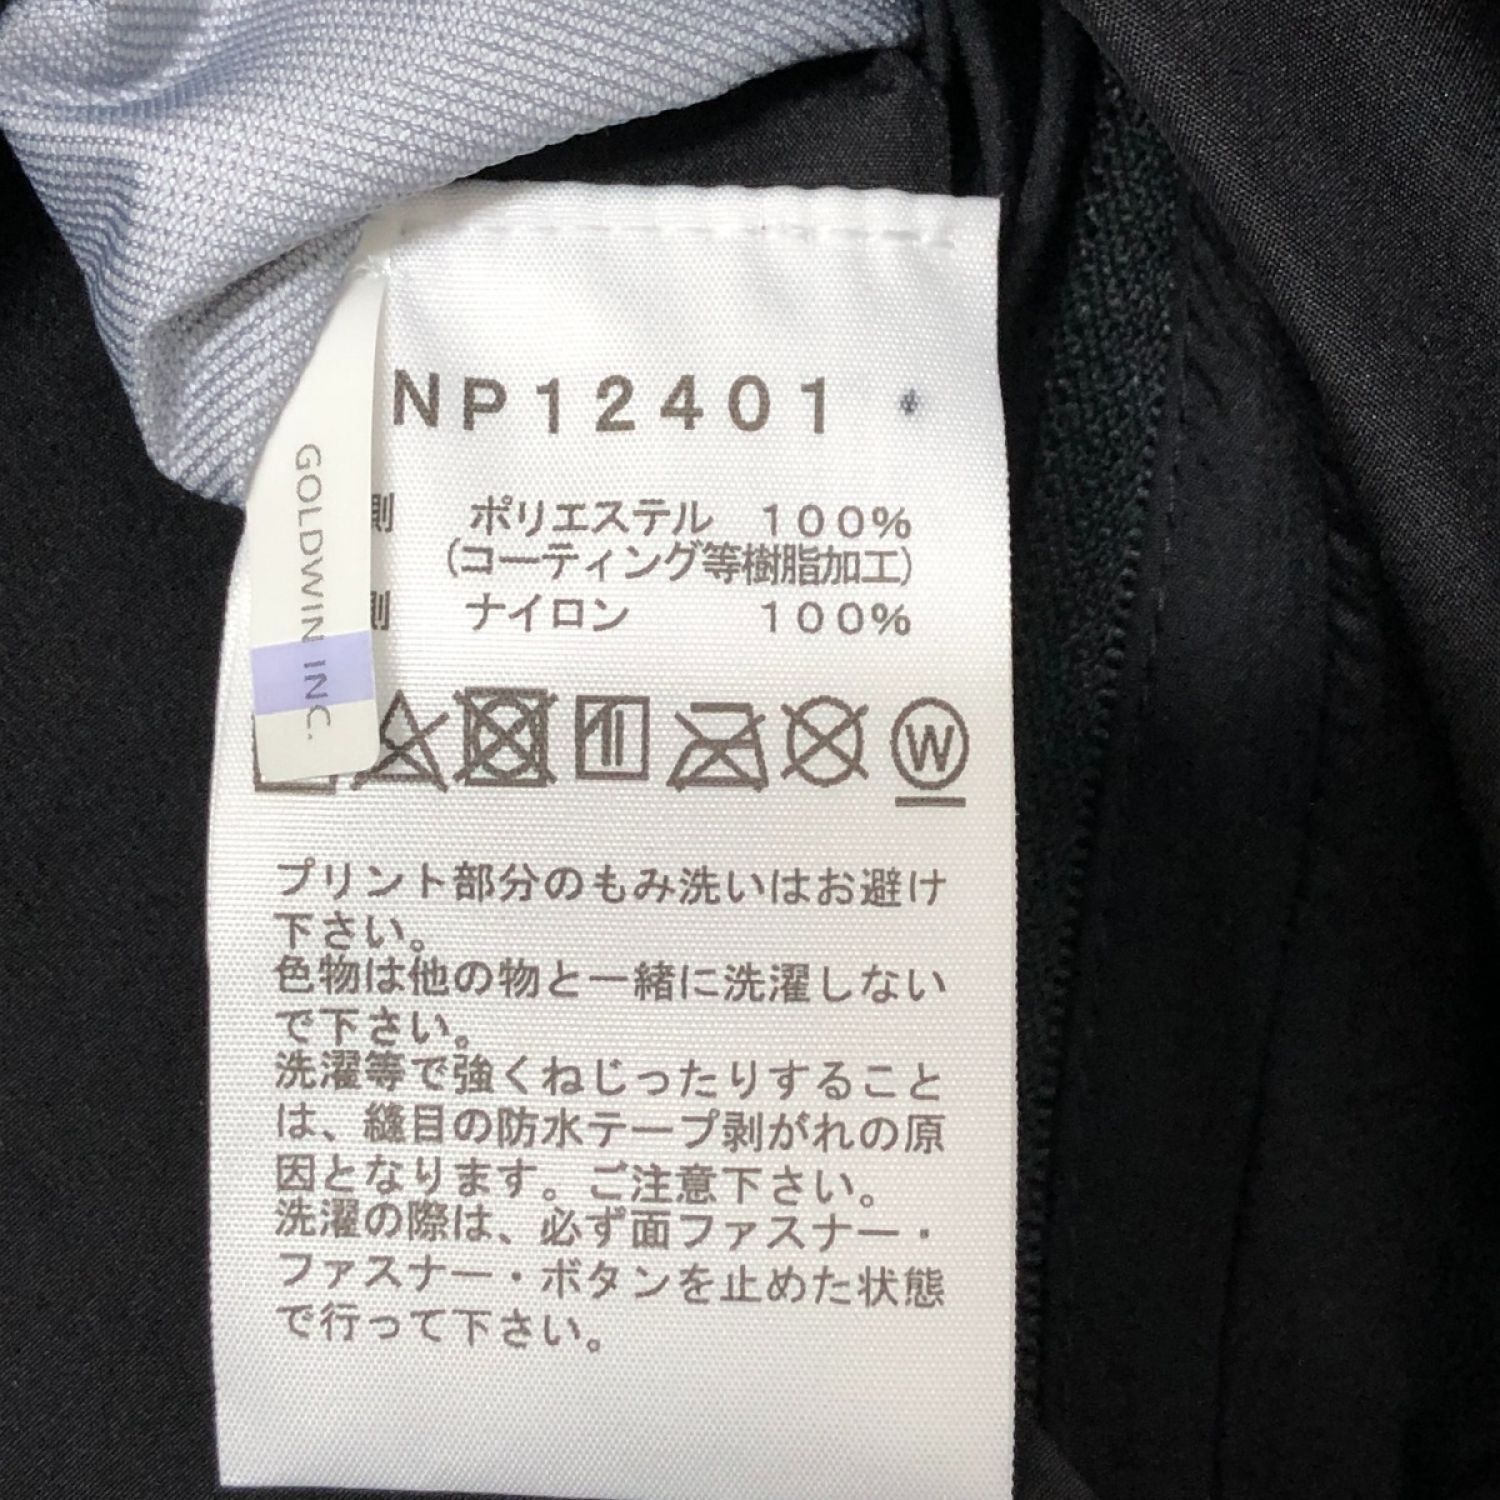 NP12401
側 ポリエステル 100%
(コーティング等樹脂加工)
側 ナイロン 100%
GOLDWIN INC.
W
プリント部分のもみ洗いはお避け
下さい。
色物は他の物と一緒に洗濯しない
で下さい。
洗濯等で強くねじったりすること
は、縫目の防水テープ剥がれの原
因となります。ご注意下さい。
洗濯の際は、必ず面ファスナー・
ファスナー・ボタンを止めた状態
で行って下さい。